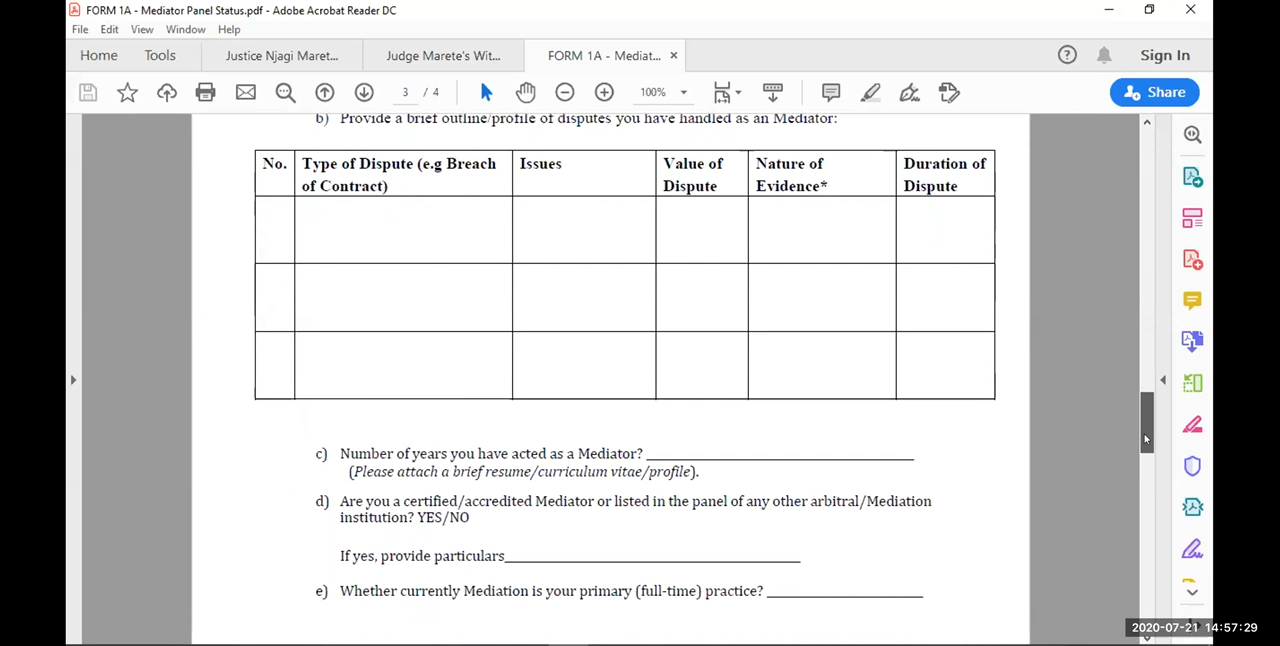 FORM 1A - Mediator Panel Status.pdf - Adobe Acrobat Reader DC
File Edit View Window Help
Home Tools Justice Njagi Maret... Judge Marete's Wit... FORM 1A - Mediat... ×
Sign In
3 / 4 100% Share
b) Provide a brief outline/profile of disputes you have handled as an Mediator:
No. Type of Dispute (e.g Breach of Contract) Issues Value of Dispute Nature of Evidence* Duration of Dispute
c) Number of years you have acted as a Mediator?
(Please attach a brief resume/curriculum vitae/profile).
d) Are you a certified/accredited Mediator or listed in the panel of any other arbitral/Mediation
institution? YES/NO
If yes, provide particulars
e) Whether currently Mediation is your primary (full-time) practice?
2020-07-21 14:57:29